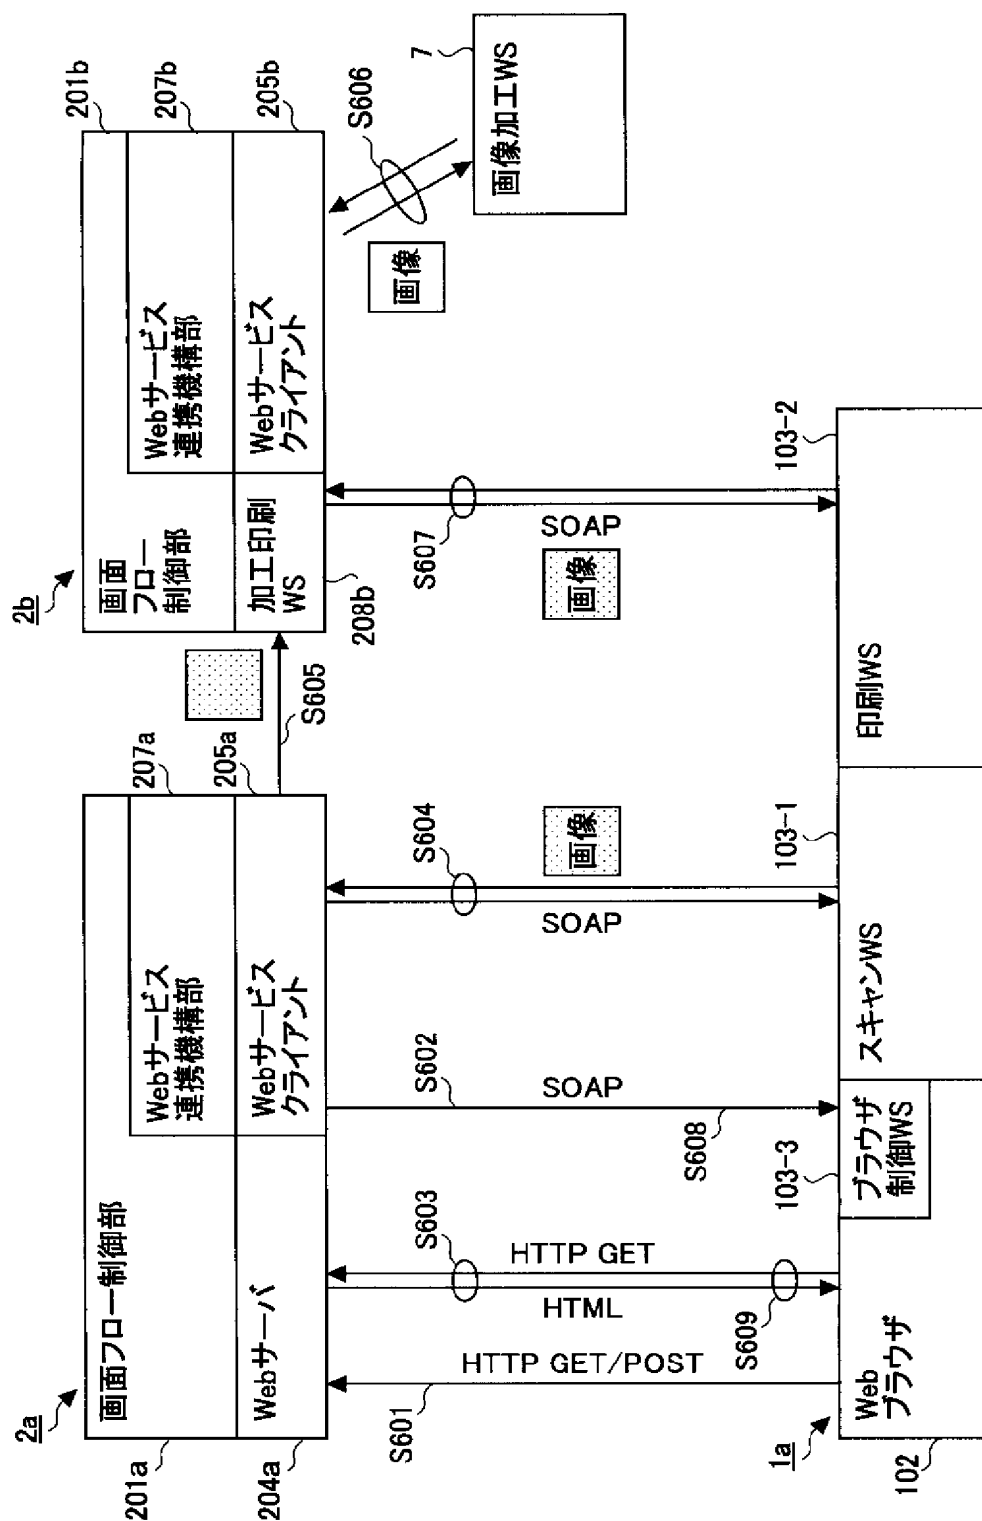 2a
201a
画面フロー制御部
207a
Webサービス
連携機構部
204a
Webサーバ
205a
Webサービス
クライアント
S605
2b
201b
画面
フロー
制御部
207b
Webサービス
連携機構部
加工印刷
WS
208b
205b
Webサービス
クライアント
S606
画像
7
画像加工WS
S601
HTTP GET/POST
S603
HTTP GET
HTML
S609
S602
SOAP
S608
S604
SOAP
画像
S607
SOAP
画像
1a
102
Web
ブラウザ
103-3
ブラウザ
制御WS
103-1
スキャンWS
103-2
印刷WS